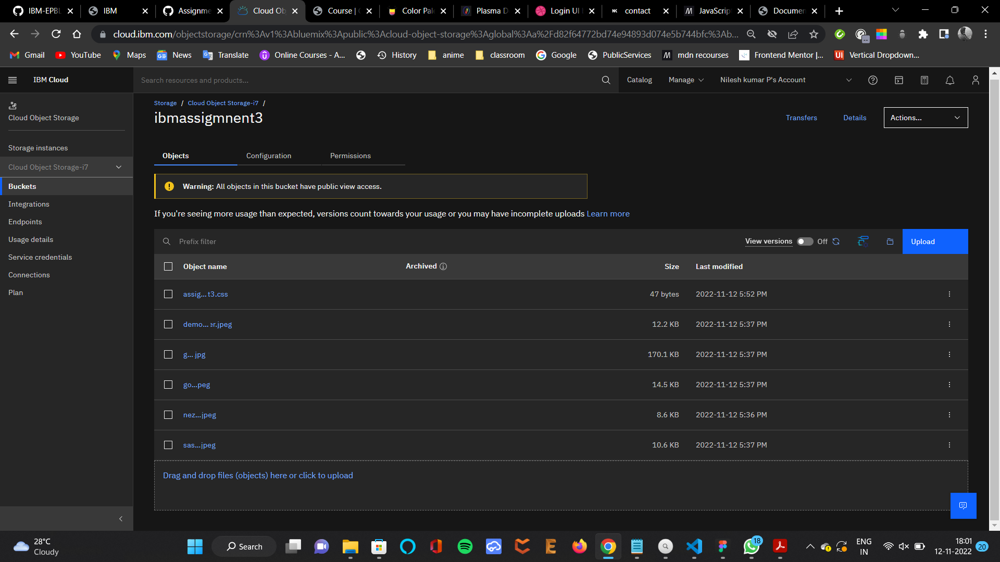 IBM-EPBL
IBM
Assignme
Cloud Ob
Course |
Color Pal
Plasma D
Login UI
NK contact
JavaScrip
Documen
cloud.ibm.com/objectstorage/crn%3Av1%3Abluemix%3Apublic%3Acloud-object-storage%3Aglobal%3Aa%2Fd82f64772bd74e94893d074e5b744bfc%3Ab...
Gmail YouTube Maps News Translate Online Courses - A... History anime classroom Google PublicServices mdn recourses Frontend Mentor |... UI Vertical Dropdown...
IBM Cloud
Search resources and products...
Catalog
Manage
Nilesh kumar P's Account
Cloud Object Storage
Storage instances
Cloud Object Storage-i7
Buckets
Integrations
Endpoints
Usage details
Service credentials
Connections
Plan
Storage / Cloud Object Storage-i7 /
ibmassigmnent3
Transfers
Details
Actions...
Objects
Configuration
Permissions
Warning: All objects in this bucket have public view access.
If you're seeing more usage than expected, versions count towards your usage or you may have incomplete uploads Learn more
Prefix filter
View versions
Off
Upload
Object name Archived Size Last modified
assig...t3.css 47 bytes 2022-11-12 5:52 PM
demo...er.jpeg 12.2 KB 2022-11-12 5:37 PM
g...jpg 170.1 KB 2022-11-12 5:37 PM
go...peg 14.5 KB 2022-11-12 5:37 PM
nez...jpeg 8.6 KB 2022-11-12 5:36 PM
sas...jpeg 10.6 KB 2022-11-12 5:37 PM
Drag and drop files (objects) here or click to upload
28°C
Cloudy
Search
18
ENG
IN
18:01
12-11-2022
20